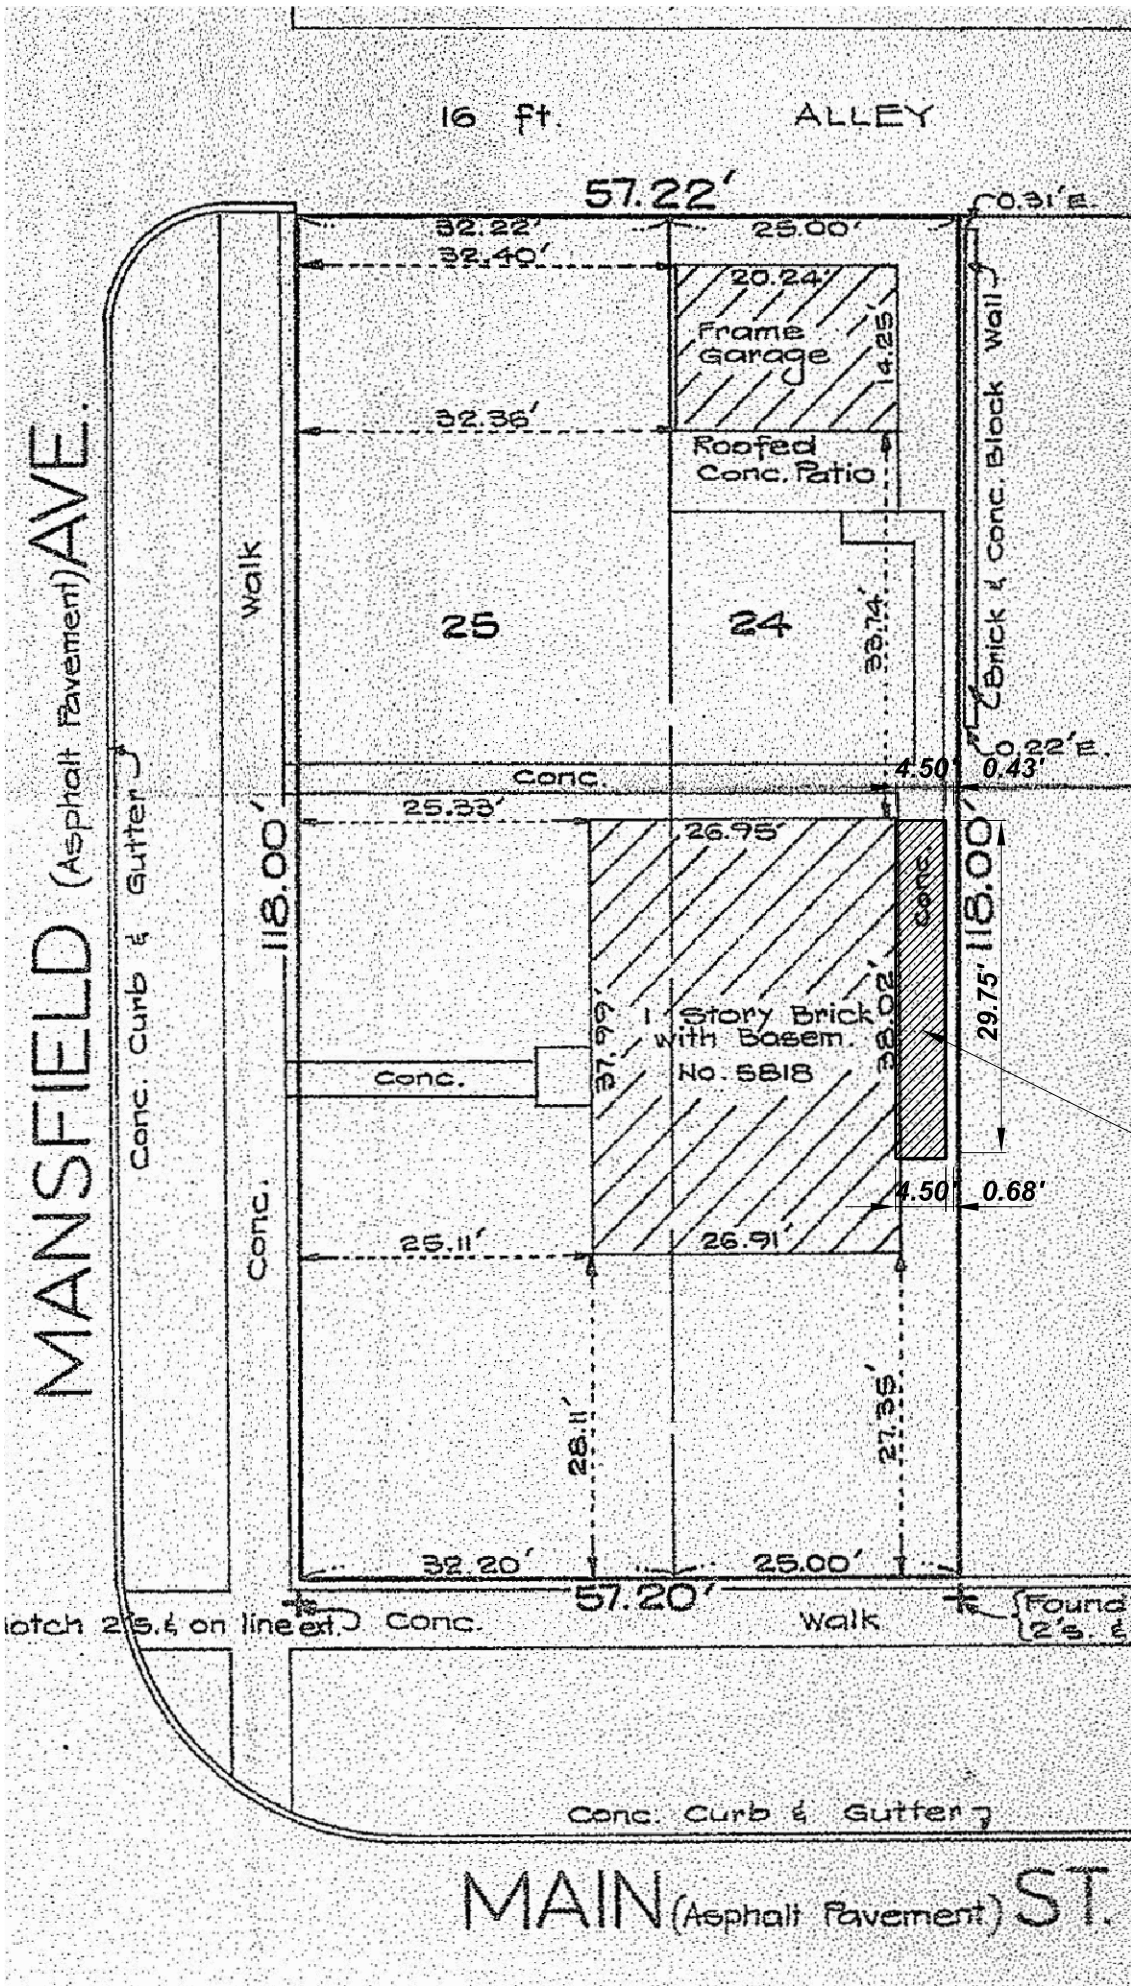 16 ft. ALLEY
57.22'
0.31'E.
32.22' 25.00'
32.40'
20.24'
Frame
Garage
14.25'
Brick & Conc. Block Wall
32.36'
Roofed
Conc. Patio
MANSFIELD (Asphalt Pavement) AVE.
Walk
25 24
33.74'
0.22'E.
4.50' 0.43'
Conc.
25.33'
26.95'
Conc. Curb & Gutter
118.00'
118.00'
Conc.
29.75'
37.99'
38.02'
1 Story Brick
with Basem.
No. 5818
Conc.
4.50' 0.68'
Conc.
25.11' 26.91'
28.11'
27.35'
32.20' 25.00'
57.20'
otch 2's. & on line ext. Conc. Walk
Found
2's. &
Conc. Curb & Gutter
MAIN (Asphalt Pavement) ST.